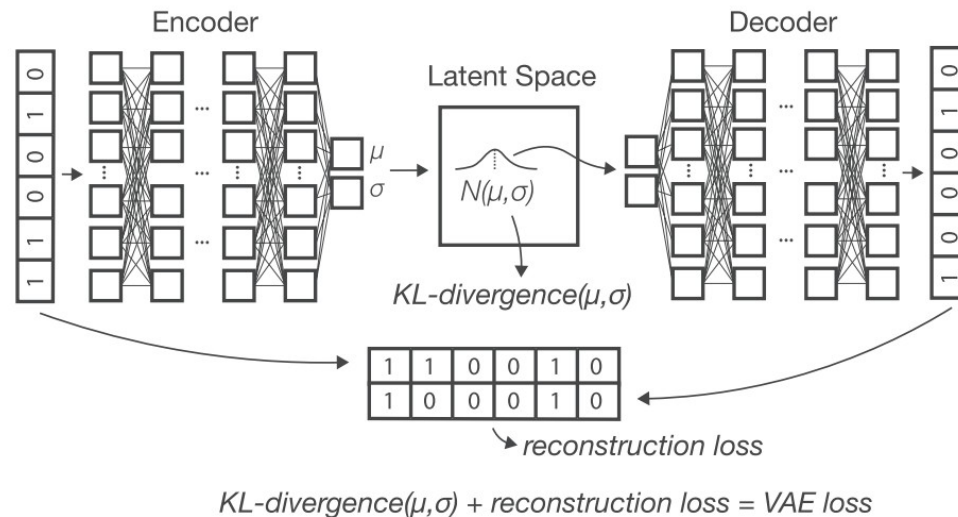 Encoder
Decoder
Latent Space
0
1
0
0
1
1
...
...
...
...
...
...
μ
σ
N(μ,σ)
KL-divergence(μ,σ)
...
...
...
...
...
...
0
1
0
0
0
1
1 1 0 0 1 0
1 0 0 0 1 0
reconstruction loss
KL-divergence(μ,σ) + reconstruction loss = VAE loss